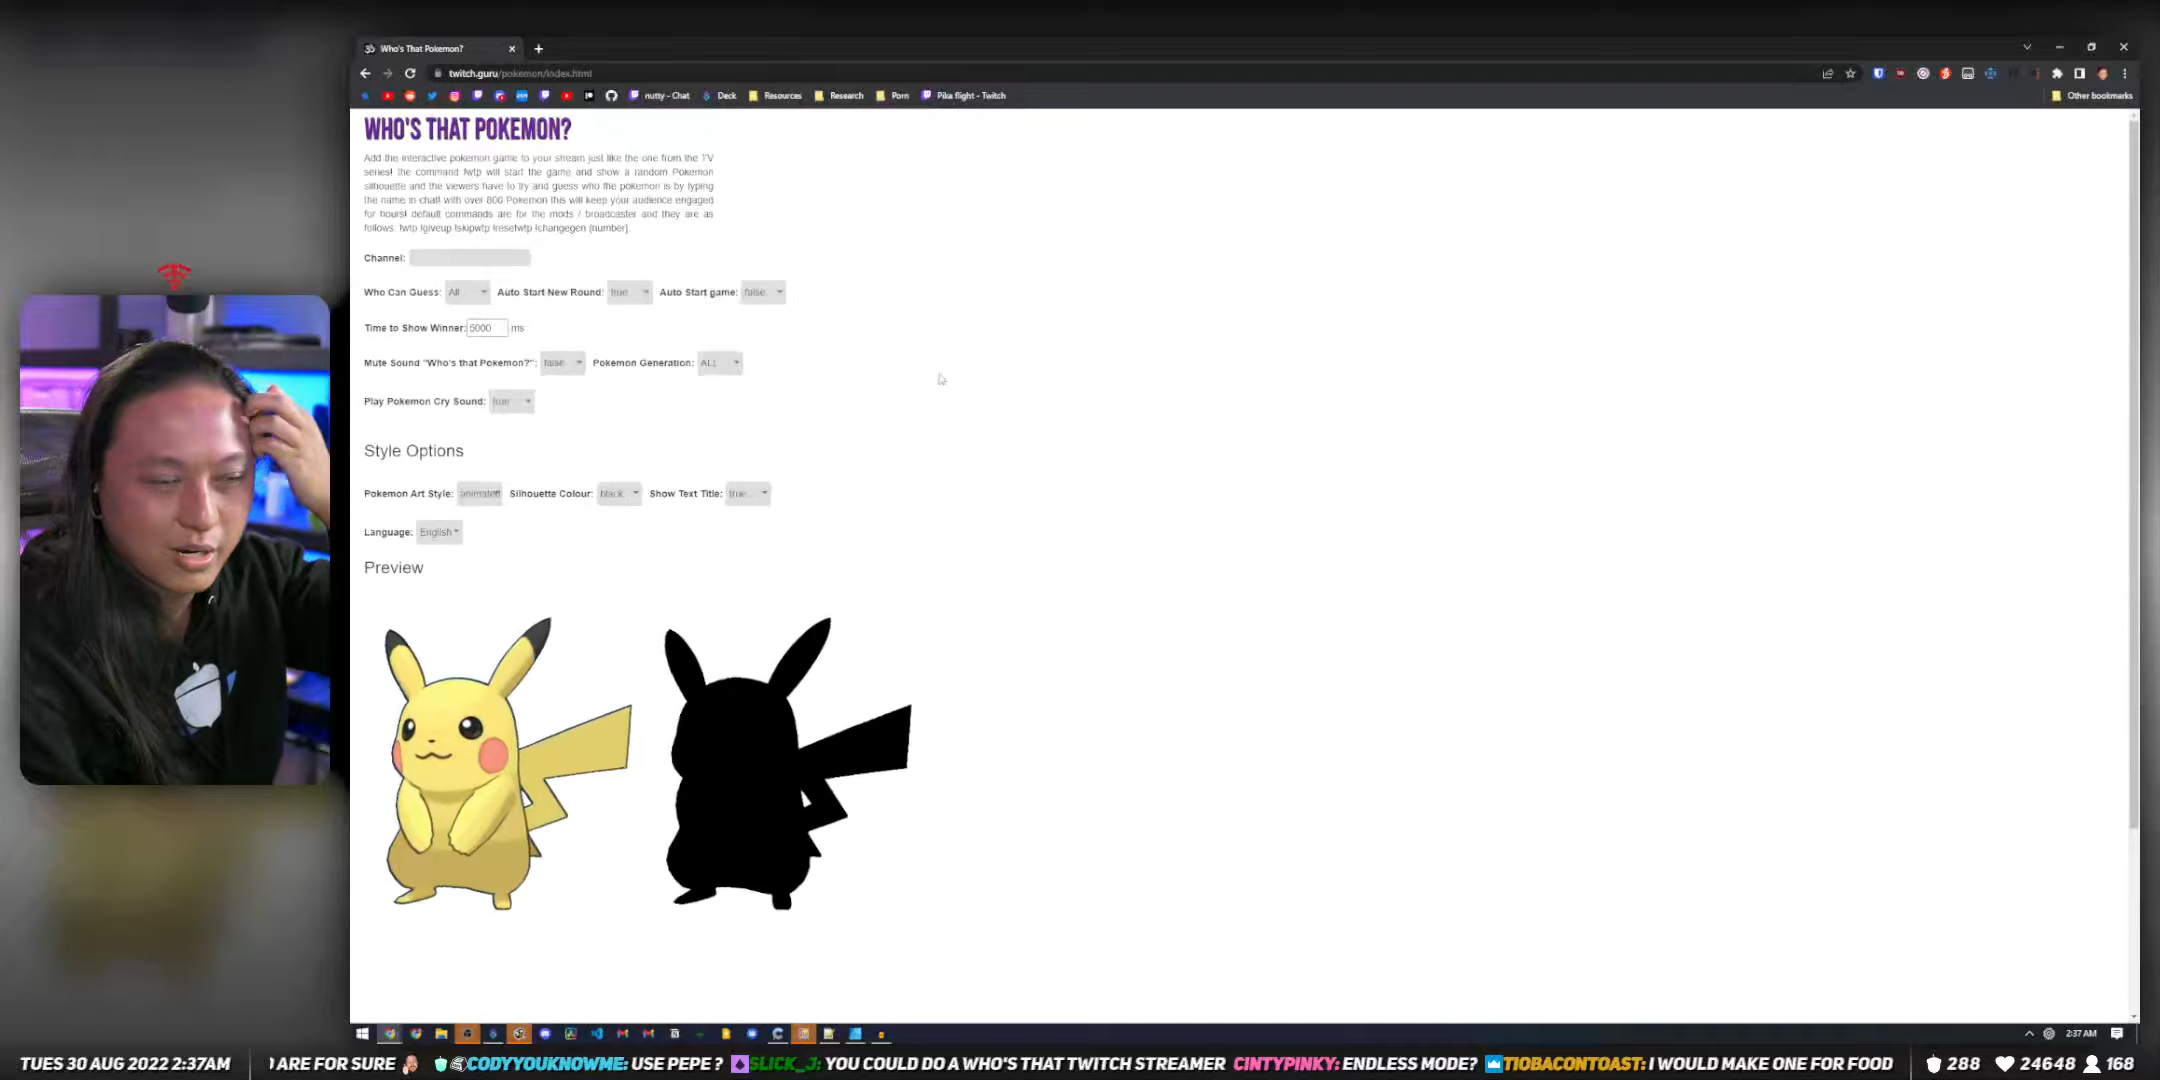 Who's That Pokemon?
twitch.guru/pokemon/index.html
nutty - Chat
Deck
Resources
Research
Porn
Pika flight - Twitch
Other bookmarks
WHO'S THAT POKEMON?
Add the interactive pokemon game to your stream just like the one from the TV
series! the command !wtp will start the game and show a random Pokemon
silhouette and the viewers have to try and guess who the pokemon is by typing
the name in chat! with over 800 Pokemon this will keep your audience engaged
for hours! default commands are for the mods / broadcaster and they are as
follows. !wtp !giveup !skipwtp !resetwtp !changegen (number).
Channel:
Who Can Guess: All Auto Start New Round: true Auto Start game: false
Time to Show Winner: 5000 ms
Mute Sound "Who's that Pokemon?": false Pokemon Generation: ALL
Play Pokemon Cry Sound: true
Style Options
Pokemon Art Style: animated Silhouette Colour: black Show Text Title: true
Language: English
Preview
2:37 AM
TUES 30 AUG 2022 2:37AM
ARE FOR SURE CODYYOUKNOWME: USE PEPE ? SLICK_J: YOU COULD DO A WHO'S THAT TWITCH STREAMER CINTYPINKY: ENDLESS MODE? TIOBACONTOAST: I WOULD MAKE ONE FOR FOOD
288 24648 168